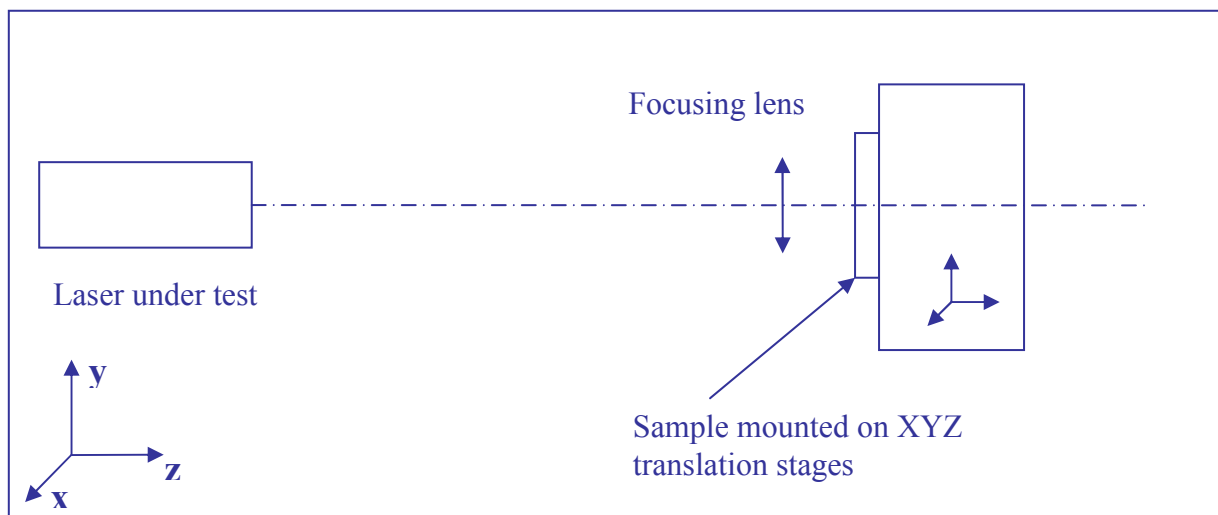 Focusing lens
Laser under test
y
z
x
Sample mounted on XYZ
translation stages